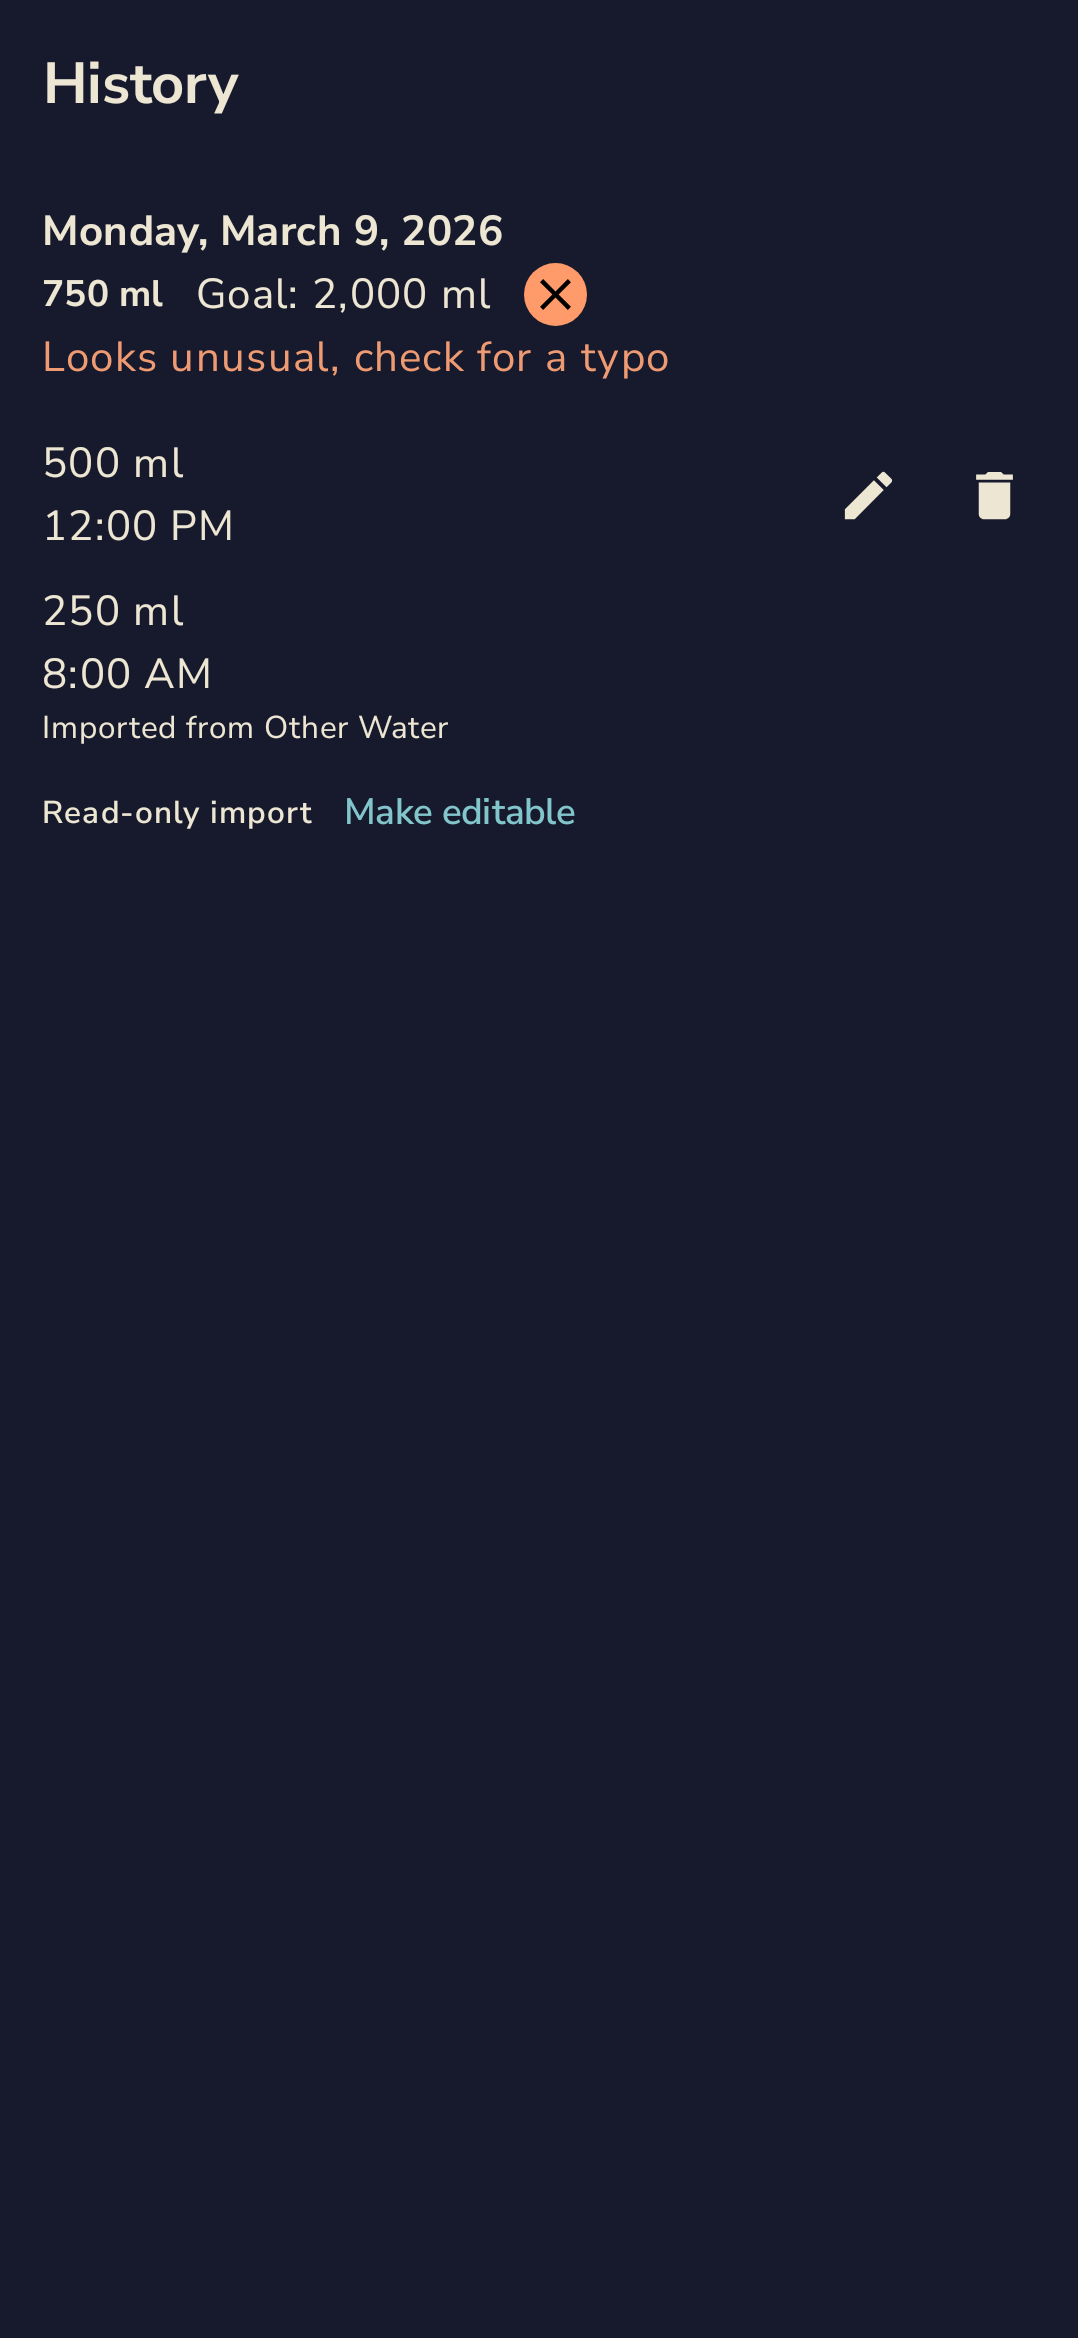 History
Monday, March 9, 2026
750 ml Goal: 2,000 ml
Looks unusual, check for a typo
500 ml
12:00 PM
250 ml
8:00 AM
Imported from Other Water
Read-only import Make editable